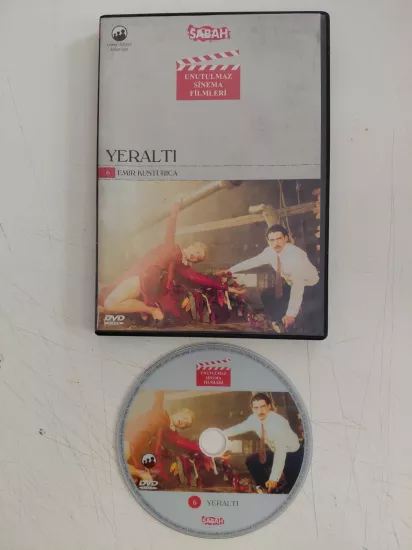 SABAH
UNUTULMAZ
SİNEMA
FİLMLERİ
YERALTI
6 EMIR KUSTURICA
DVD
UNUTULMAZ
SİNEMA
FİLMLERİ
DVD
6 YERALTI
SABAH